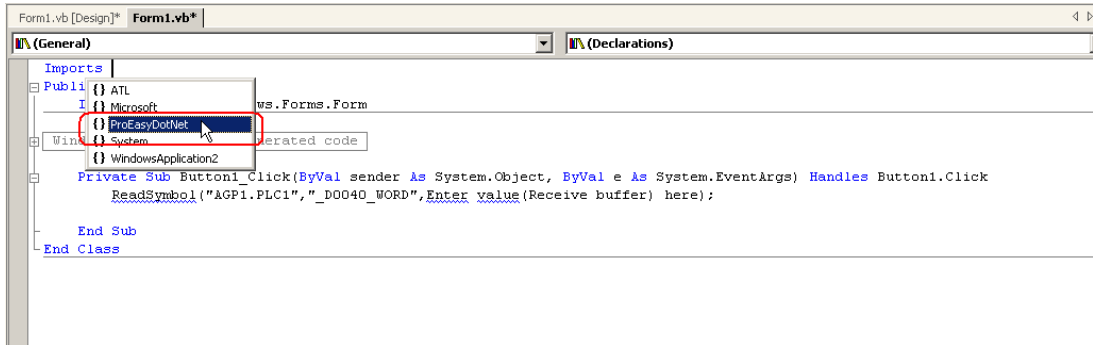 Form1.vb [Design]* Form1.vb*
(General) (Declarations)
Imports
Publi
{} ATL
I {} Microsoft ws.Forms.Form
{} ProEasyDotNet
Wind {} System erated code
{} WindowsApplication2
Private Sub Button1_Click(ByVal sender As System.Object, ByVal e As System.EventArgs) Handles Button1.Click
ReadSymbol("AGP1.PLC1","_D0040_WORD",Enter value(Receive buffer) here);
End Sub
End Class